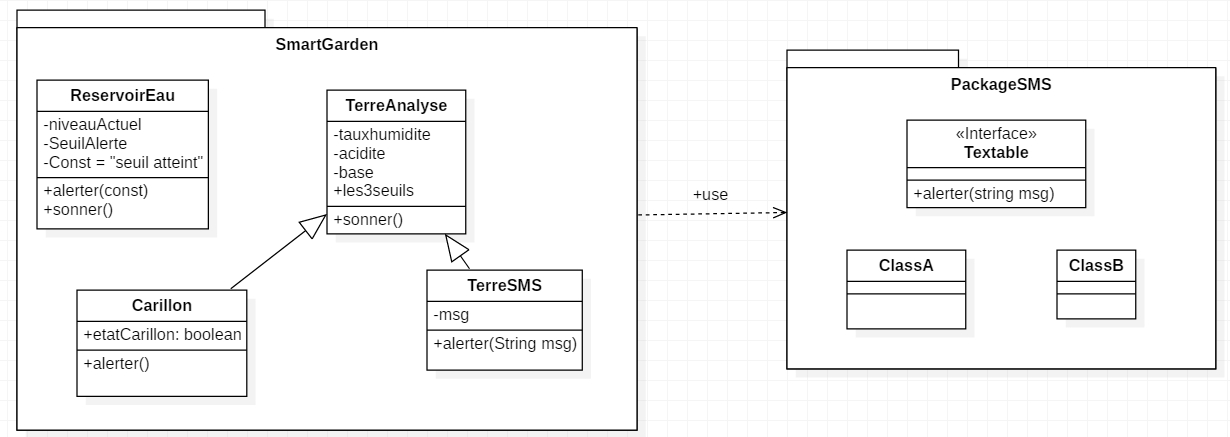 SmartGarden
ReservoirEau
-niveauActuel
-SeuilAlerte
-Const = "seuil atteint"
+alerter(const)
+sonner()
TerreAnalyse
-tauxhumidite
-acidite
-base
+les3seuils
+sonner()
Carillon
+etatCarillon: boolean
+alerter()
TerreSMS
-msg
+alerter(String msg)
+use
PackageSMS
«Interface»
Textable
+alerter(string msg)
ClassA
ClassB